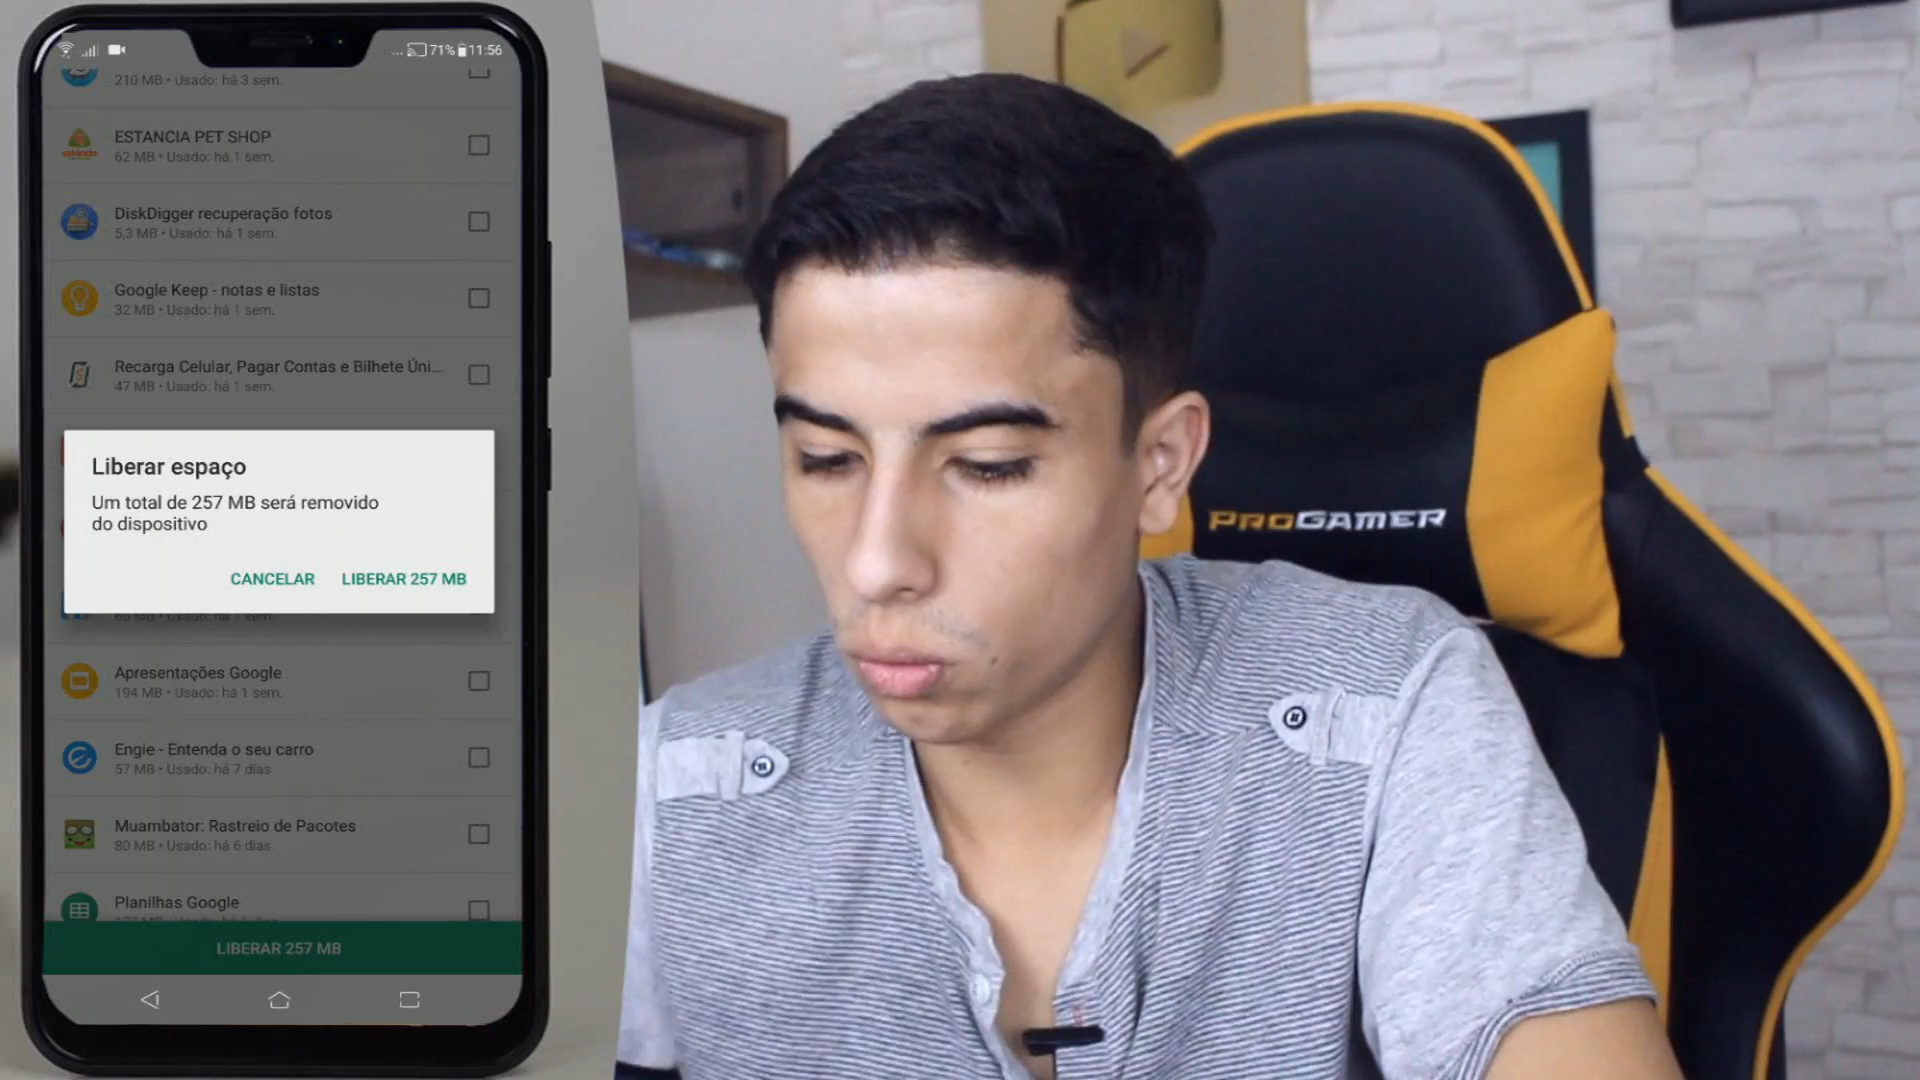 ... 71% 11:56
210 MB • Usado: há 3 sem.
ESTANCIA PET SHOP
62 MB • Usado: há 1 sem.
DiskDigger recuperação fotos
5,3 MB • Usado: há 1 sem.
Google Keep - notas e listas
32 MB • Usado: há 1 sem.
Recarga Celular, Pagar Contas e Bilhete Úni...
47 MB • Usado: há 1 sem.
Liberar espaço
Um total de 257 MB será removido
do dispositivo
CANCELAR LIBERAR 257 MB
MB • Usado: há 1 sem.
Apresentações Google
194 MB • Usado: há 1 sem.
Engie - Entenda o seu carro
57 MB • Usado: há 7 dias
Muambator: Rastreio de Pacotes
80 MB • Usado: há 6 dias
Planilhas Google
LIBERAR 257 MB
PROGAMER